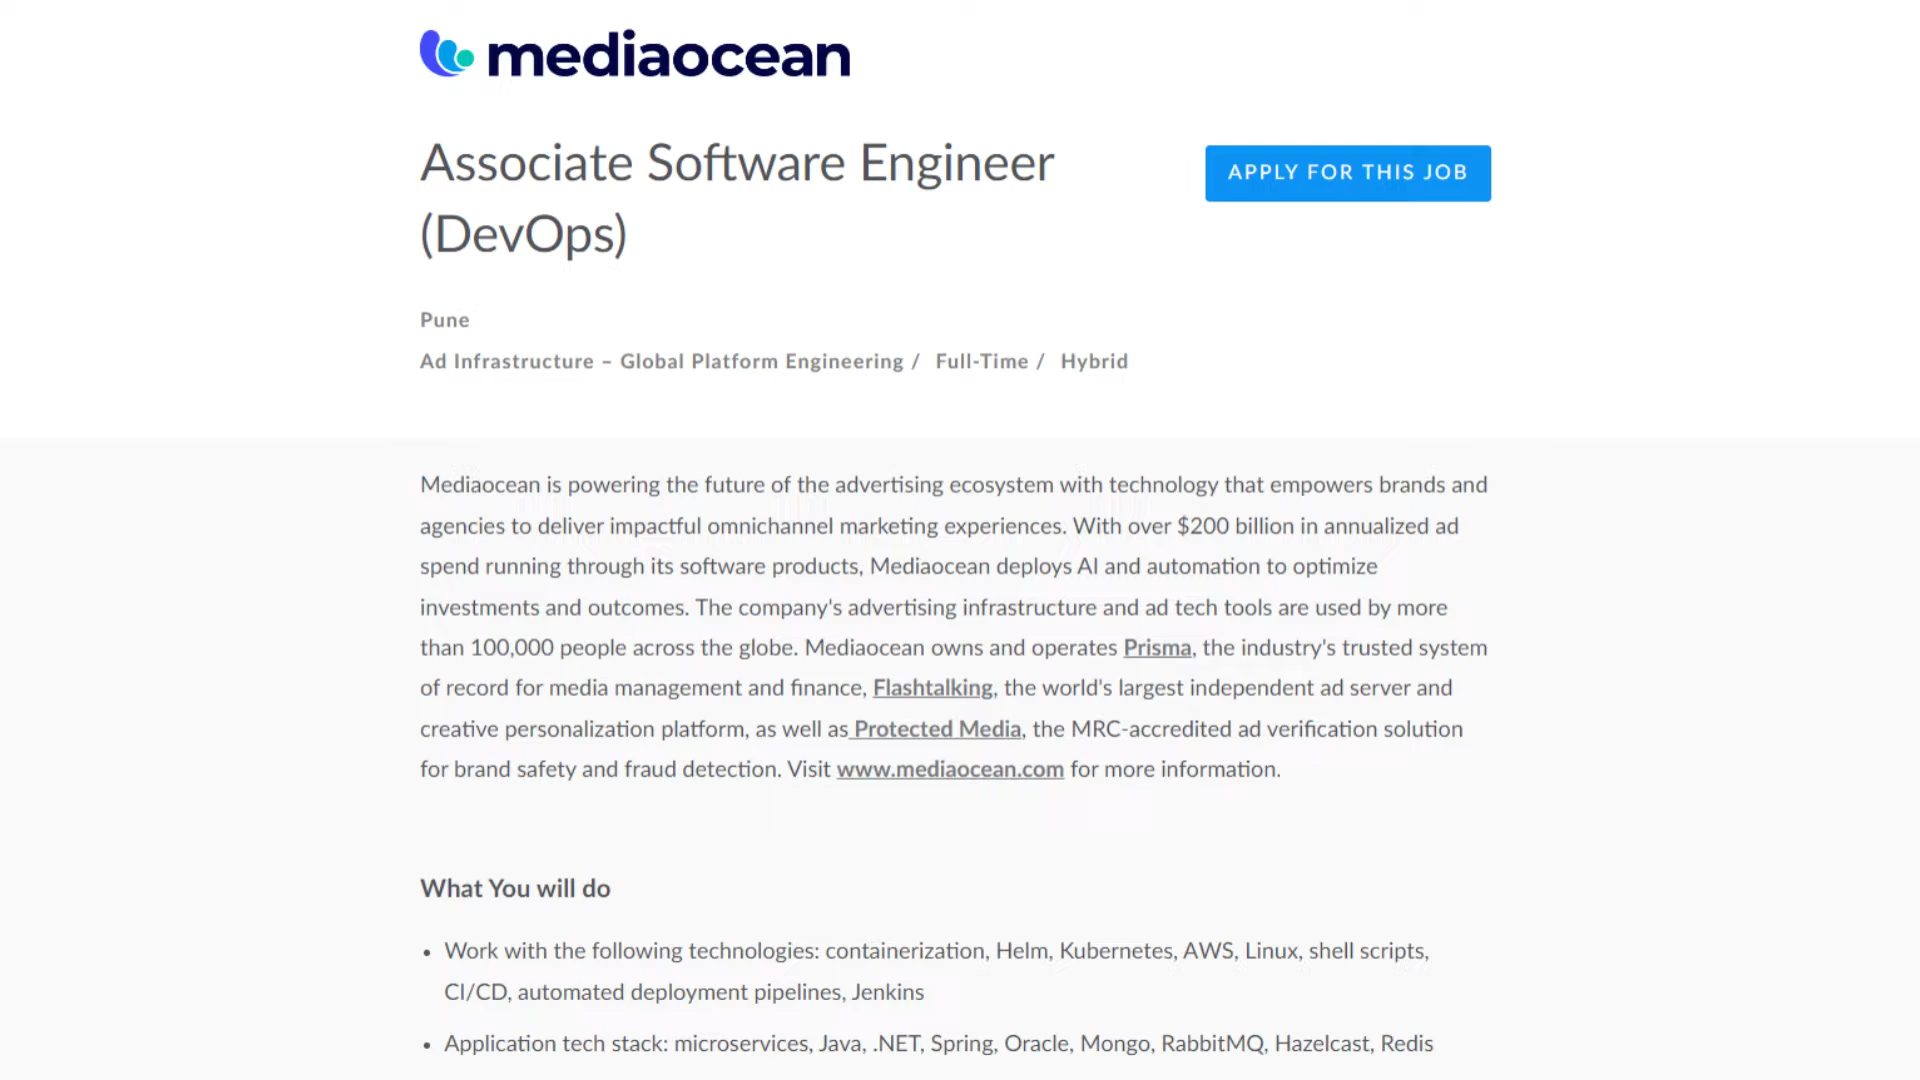 mediaocean
Associate Software Engineer
(DevOps)
APPLY FOR THIS JOB
Pune
Ad Infrastructure – Global Platform Engineering / Full-Time / Hybrid
Mediaocean is powering the future of the advertising ecosystem with technology that empowers brands and
agencies to deliver impactful omnichannel marketing experiences. With over $200 billion in annualized ad
spend running through its software products, Mediaocean deploys AI and automation to optimize
investments and outcomes. The company's advertising infrastructure and ad tech tools are used by more
than 100,000 people across the globe. Mediaocean owns and operates Prisma, the industry's trusted system
of record for media management and finance, Flashtalking, the world's largest independent ad server and
creative personalization platform, as well as Protected Media, the MRC-accredited ad verification solution
for brand safety and fraud detection. Visit www.mediaocean.com for more information.
What You will do
• Work with the following technologies: containerization, Helm, Kubernetes, AWS, Linux, shell scripts,
CI/CD, automated deployment pipelines, Jenkins
• Application tech stack: microservices, Java, .NET, Spring, Oracle, Mongo, RabbitMQ, Hazelcast, Redis